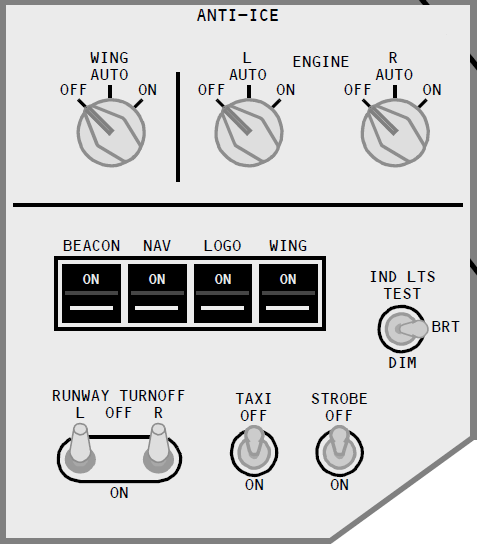 ANTI-ICE
WING
AUTO
OFF ON
L ENGINE R
AUTO AUTO
OFF ON OFF ON
BEACON NAV LOGO WING
ON ON ON ON
IND LTS
TEST
BRT
DIM
RUNWAY TURNOFF
L OFF R
ON
TAXI
OFF
ON
STROBE
OFF
ON